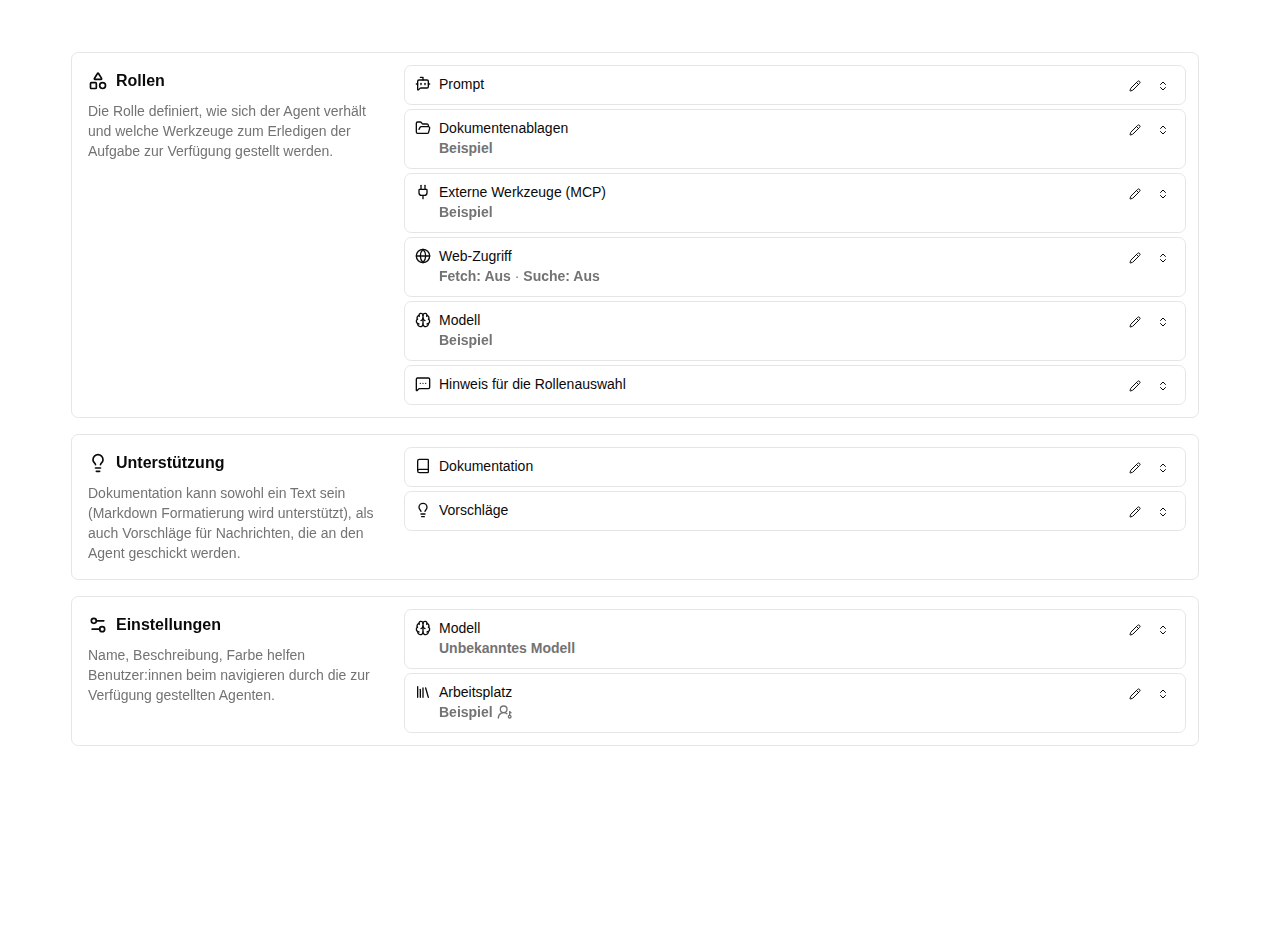 Rollen
Die Rolle definiert, wie sich der Agent verhält
und welche Werkzeuge zum Erledigen der
Aufgabe zur Verfügung gestellt werden.
Prompt
Dokumentenablagen
Beispiel
Externe Werkzeuge (MCP)
Beispiel
Web-Zugriff
Fetch: Aus · Suche: Aus
Modell
Beispiel
Hinweis für die Rollenauswahl
Unterstützung
Dokumentation kann sowohl ein Text sein
(Markdown Formatierung wird unterstützt), als
auch Vorschläge für Nachrichten, die an den
Agent geschickt werden.
Dokumentation
Vorschläge
Einstellungen
Name, Beschreibung, Farbe helfen
Benutzer:innen beim navigieren durch die zur
Verfügung gestellten Agenten.
Modell
Unbekanntes Modell
Arbeitsplatz
Beispiel